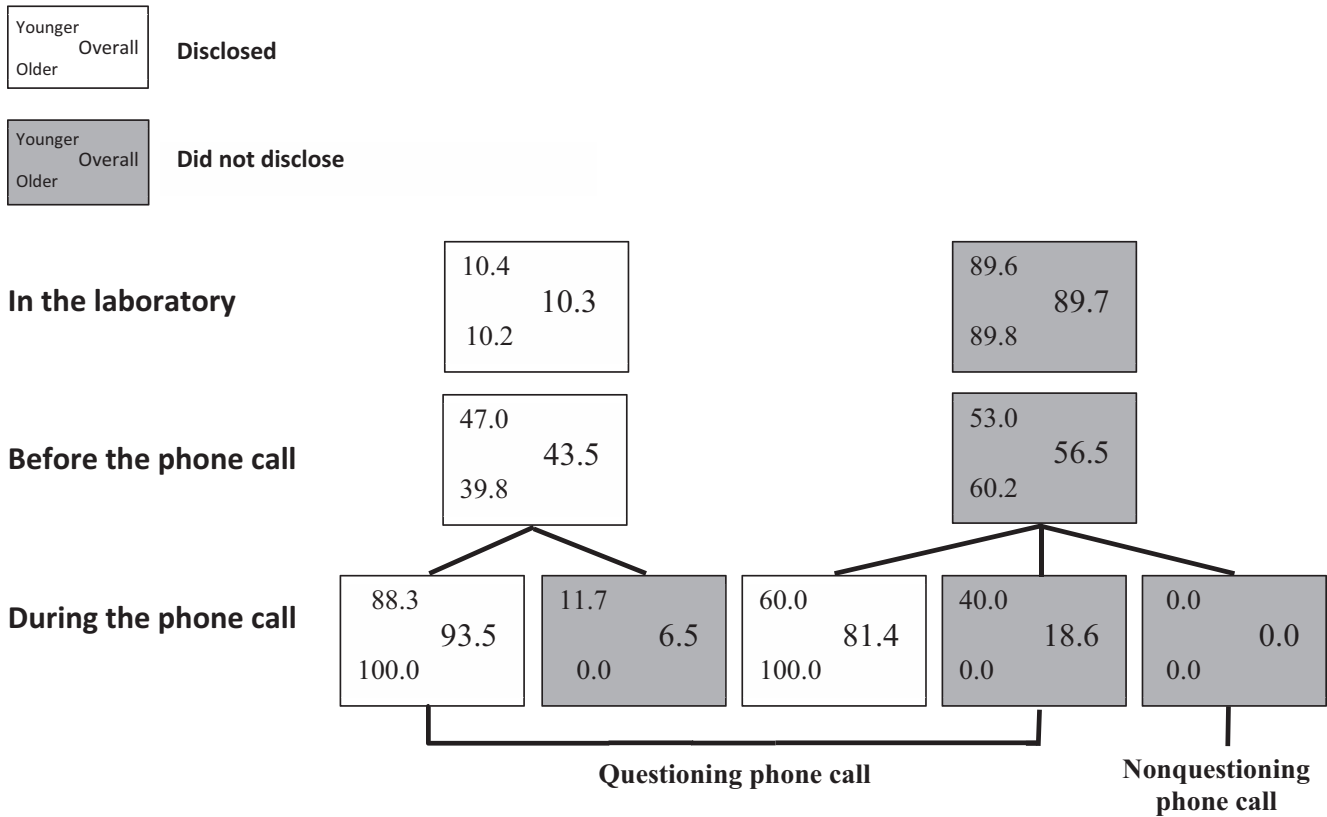 Younger
Overall
Older
Disclosed
Younger
Overall
Older
Did not disclose
In the laboratory
10.4
10.3
10.2
89.6
89.7
89.8
Before the phone call
47.0
43.5
39.8
53.0
56.5
60.2
During the phone call
88.3
93.5
100.0
11.7
6.5
0.0
60.0
81.4
100.0
40.0
18.6
0.0
0.0
0.0
0.0
Questioning phone call
Nonquestioning
phone call